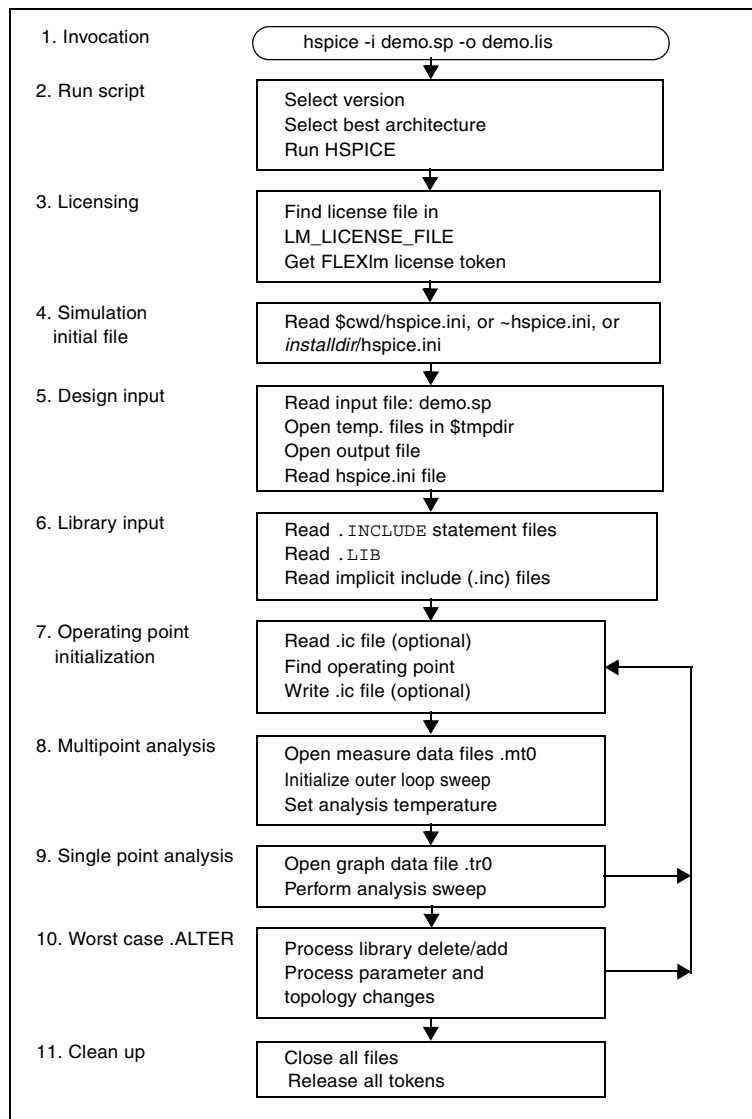 1. Invocation
hspice -i demo.sp -o demo.lis
2. Run script
Select version
Select best architecture
Run HSPICE
3. Licensing
Find license file in
LM_LICENSE_FILE
Get FLEXlm license token
4. Simulation
initial file
Read $cwd/hspice.ini, or ~hspice.ini, or
installdir/hspice.ini
5. Design input
Read input file: demo.sp
Open temp. files in $tmpdir
Open output file
Read hspice.ini file
6. Library input
Read .INCLUDE statement files
Read .LIB
Read implicit include (.inc) files
7. Operating point
initialization
Read .ic file (optional)
Find operating point
Write .ic file (optional)
8. Multipoint analysis
Open measure data files .mt0
Initialize outer loop sweep
Set analysis temperature
9. Single point analysis
Open graph data file .tr0
Perform analysis sweep
10. Worst case .ALTER
Process library delete/add
Process parameter and
topology changes
11. Clean up
Close all files
Release all tokens